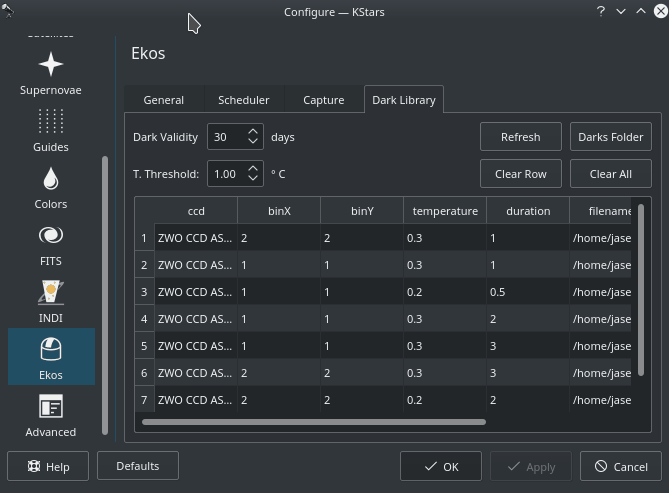 Configure — KStars
?
Supernovae
Guides
Colors
FITS
INDI
Ekos
Advanced
Ekos
General Scheduler Capture Dark Library
Dark Validity 30 days Refresh Darks Folder
T. Threshold: 1.00 ° C Clear Row Clear All
ccd binX binY temperature duration filename
1 ZWO CCD AS... 2 2 0.3 1 /home/jase
2 ZWO CCD AS... 1 1 0.3 1 /home/jase
3 ZWO CCD AS... 1 1 0.2 0.5 /home/jase
4 ZWO CCD AS... 1 1 0.3 2 /home/jase
5 ZWO CCD AS... 1 1 0.3 3 /home/jase
6 ZWO CCD AS... 2 2 0.3 3 /home/jase
7 ZWO CCD AS... 2 2 0.2 2 /home/jase
Help Defaults OK Apply Cancel